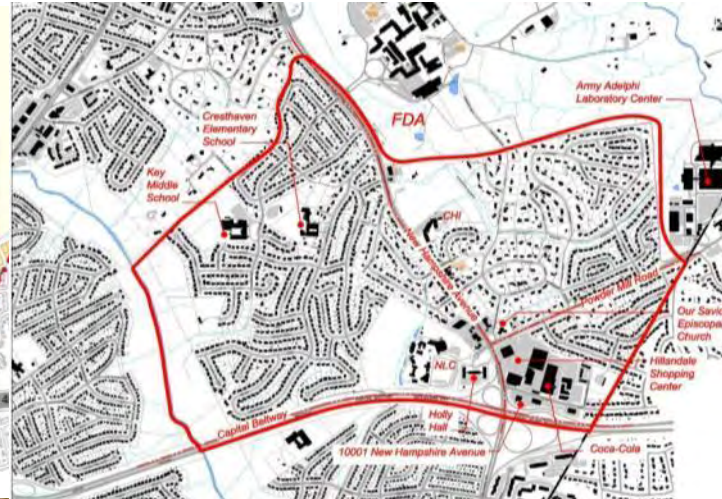 Army Adelphi
Laboratory Center
FDA
Cresthaven
Elementary
School
Key
Middle
School
CHI
New Hampshire Avenue
Powder Mill Road
Our Savio
Episcopa
Church
Hillandale
Shopping
Center
NLC
Holly
Hall
Capital Beltway
10001 New Hampshire Avenue
Coca-Cola
4